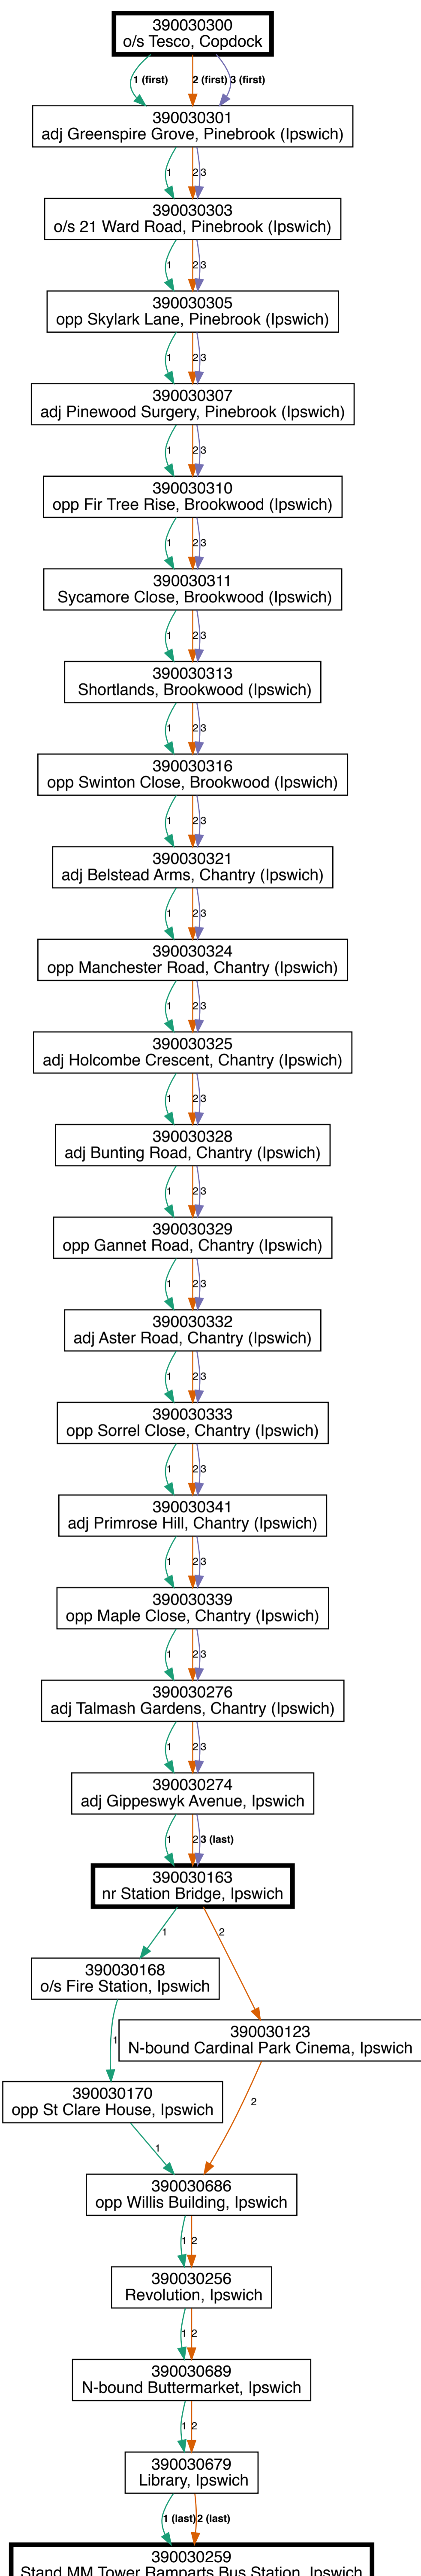 390030300
o/s Tesco, Copdock
1 (first)
2 (first)
3 (first)
390030301
adj Greenspire Grove, Pinebrook (Ipswich)
1
2
3
390030303
o/s 21 Ward Road, Pinebrook (Ipswich)
1
2
3
390030305
opp Skylark Lane, Pinebrook (Ipswich)
1
2
3
390030307
adj Pinewood Surgery, Pinebrook (Ipswich)
1
2
3
390030310
opp Fir Tree Rise, Brookwood (Ipswich)
1
2
3
390030311
Sycamore Close, Brookwood (Ipswich)
1
2
3
390030313
Shortlands, Brookwood (Ipswich)
1
2
3
390030316
opp Swinton Close, Brookwood (Ipswich)
1
2
3
390030321
adj Belstead Arms, Chantry (Ipswich)
1
2
3
390030324
opp Manchester Road, Chantry (Ipswich)
1
2
3
390030325
adj Holcombe Crescent, Chantry (Ipswich)
1
2
3
390030328
adj Bunting Road, Chantry (Ipswich)
1
2
3
390030329
opp Gannet Road, Chantry (Ipswich)
1
2
3
390030332
adj Aster Road, Chantry (Ipswich)
1
2
3
390030333
opp Sorrel Close, Chantry (Ipswich)
1
2
3
390030341
adj Primrose Hill, Chantry (Ipswich)
1
2
3
390030339
opp Maple Close, Chantry (Ipswich)
1
2
3
390030276
adj Talmash Gardens, Chantry (Ipswich)
1
2
3
390030274
adj Gippeswyk Avenue, Ipswich
1
2
3 (last)
390030163
nr Station Bridge, Ipswich
1
2
390030168
o/s Fire Station, Ipswich
390030123
N-bound Cardinal Park Cinema, Ipswich
1
390030170
opp St Clare House, Ipswich
2
1
390030686
opp Willis Building, Ipswich
1
2
390030256
Revolution, Ipswich
1
2
390030689
N-bound Buttermarket, Ipswich
1
2
390030679
Library, Ipswich
1 (last)
2 (last)
390030259
Stand MM Tower Ramparts Bus Station, Ipswich